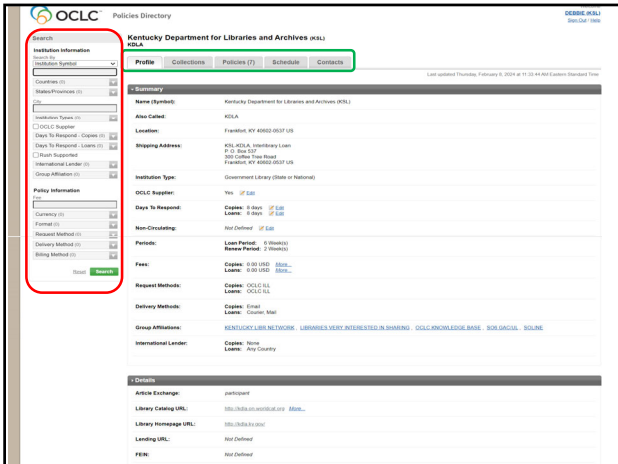 OCLC Policies Directory
DEBBIE (KSL)
Sign Out | Help
Search
Institution Information
Search By
Institution Symbol
Countries (0)
States/Provinces (0)
City
Institution Types (0)
OCLC Supplier
Days To Respond - Copies (0)
Days To Respond - Loans (0)
Rush Supported
International Lender (0)
Group Affiliation (0)
Policy Information
Fee
Currency (0)
Format (0)
Request Method (0)
Delivery Method (0)
Billing Method (0)
Reset Search
Kentucky Department for Libraries and Archives (KSL)
KDLA
Profile Collections Policies (7) Schedule Contacts
Last updated Thursday, February 8, 2024 at 11:33:44 AM Eastern Standard Time
Summary
Name (Symbol): Kentucky Department for Libraries and Archives (KSL)
Also Called: KDLA
Location: Frankfort, KY 40602-0537 US
Shipping Address: KSL-KDLA, Interlibrary Loan
P. O. Box 537
300 Coffee Tree Road
Frankfort, KY 40602-0537 US
Institution Type: Government Library (State or National)
OCLC Supplier: Yes Edit
Days To Respond: Copies: 8 days Edit
Loans: 8 days Edit
Non-Circulating: Not Defined Edit
Periods: Loan Period: 6 Week(s)
Renew Period: 2 Week(s)
Fees: Copies: 0.00 USD More...
Loans: 0.00 USD More...
Request Methods: Copies: OCLC ILL
Loans: OCLC ILL
Delivery Methods: Copies: Email
Loans: Courier, Mail
Group Affiliations: KENTUCKY LIBR NETWORK , LIBRARIES VERY INTERESTED IN SHARING , OCLC KNOWLEDGE BASE , SO6 GAC/UL , SOLINE
International Lender: Copies: None
Loans: Any Country
Details
Article Exchange: participant
Library Catalog URL: http://kdla.on.worldcat.org More...
Library Homepage URL: http://kdla.ky.gov/
Lending URL: Not Defined
FEIN: Not Defined